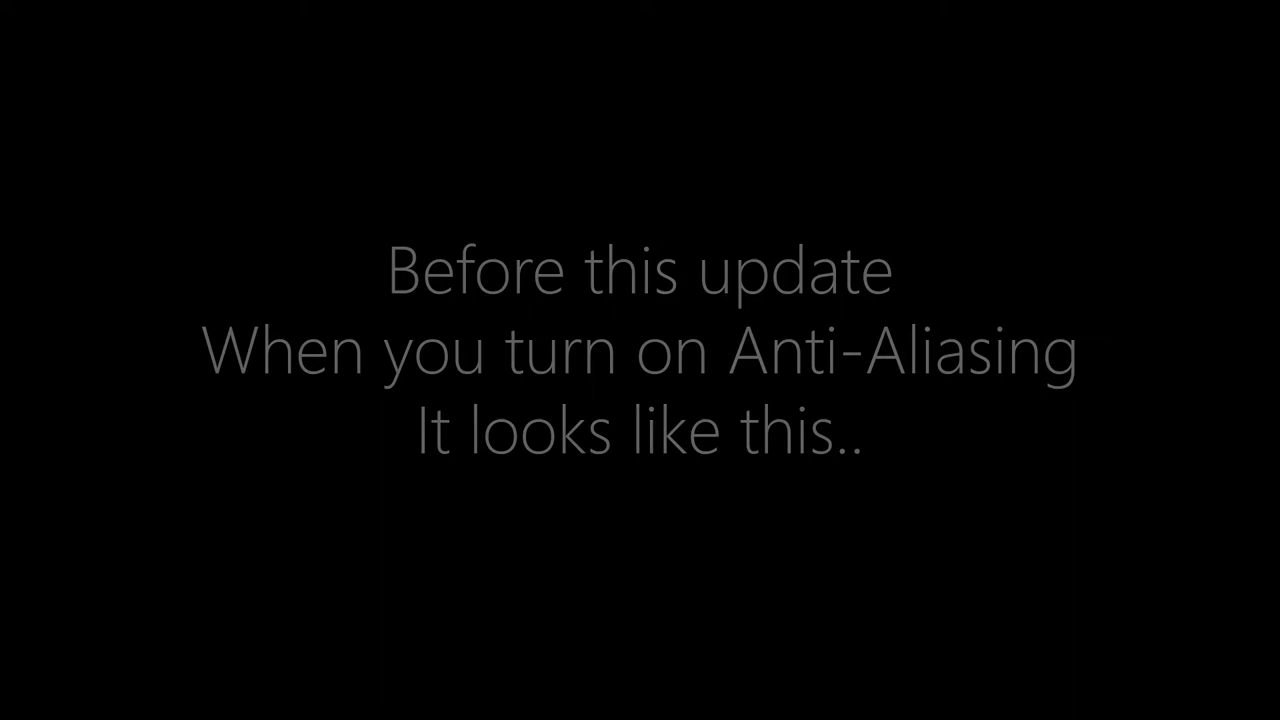 Before this update
When you turn on Anti-Aliasing
It looks like this..